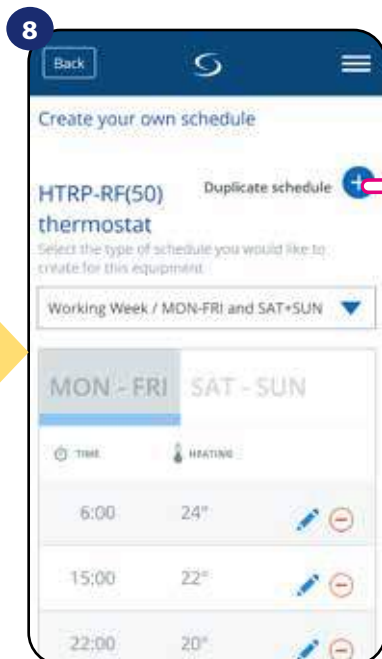 8
Back
Create your own schedule
HTRP-RF(50)
thermostat
Duplicate schedule
Select the type of schedule you would like to
create for this equipment
Working Week / MON-FRI and SAT+SUN
MON - FRI SAT - SUN
TIME HEATING
6:00 24°
15:00 22°
22:00 20°